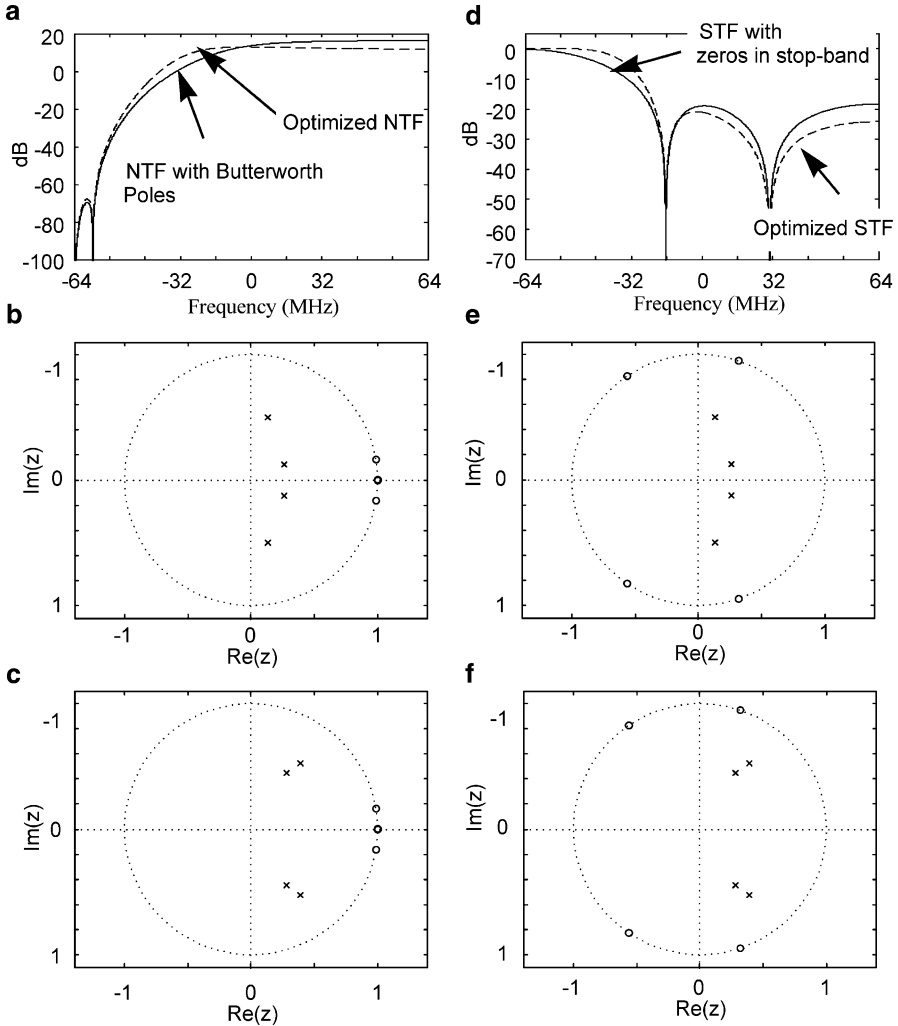 a
20
0
-20
-40
-60
-80
-100
dB
Optimized NTF
NTF with Butterworth
Poles
-64
-32
0
32
64
Frequency (MHz)
d
0
-10
-20
-30
-40
-50
-60
-70
dB
STF with
zeros in stop-band
Optimized STF
-64
-32
0
32
64
Frequency (MHz)
b
-1
0
1
Im(z)
-1
0
1
Re(z)
e
-1
0
1
Im(z)
-1
0
1
Re(z)
c
-1
0
1
Im(z)
-1
0
1
Re(z)
f
-1
0
1
Im(z)
-1
0
1
Re(z)